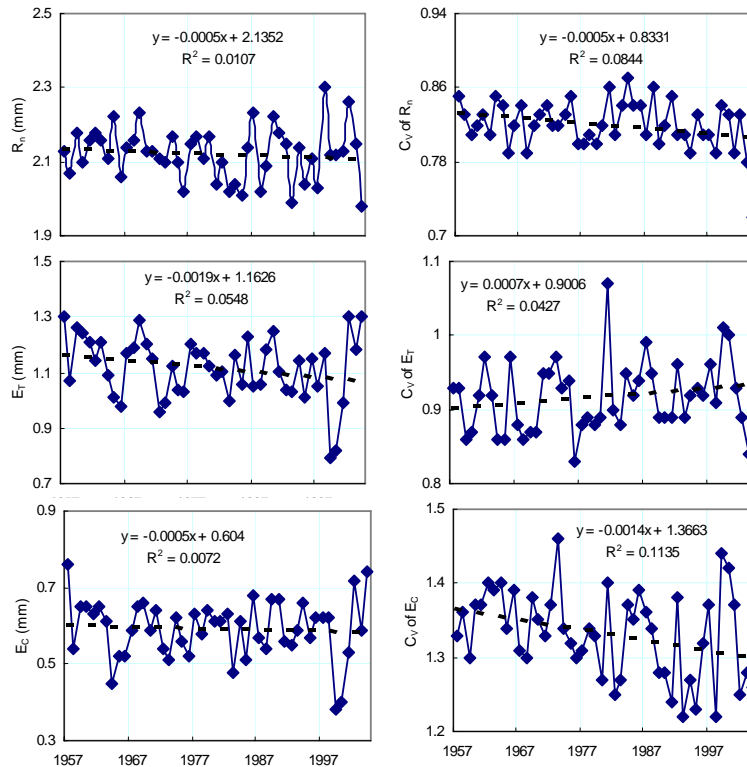 2.5
2.3
2.1
1.9
Rn (mm)
y = -0.0005x + 2.1352
R² = 0.0107
0.94
0.86
0.78
0.7
CV of Rn
y = -0.0005x + 0.8331
R² = 0.0844
1.5
1.3
1.1
0.9
0.7
ET (mm)
y = -0.0019x + 1.1626
R² = 0.0548
1.1
1
0.9
0.8
CV of ET
y = 0.0007x + 0.9006
R² = 0.0427
0.9
0.7
0.5
0.3
EC (mm)
y = -0.0005x + 0.604
R² = 0.0072
1957 1967 1977 1987 1997
1.5
1.4
1.3
1.2
CV of EC
y = -0.0014x + 1.3663
R² = 0.1135
1957 1967 1977 1987 1997